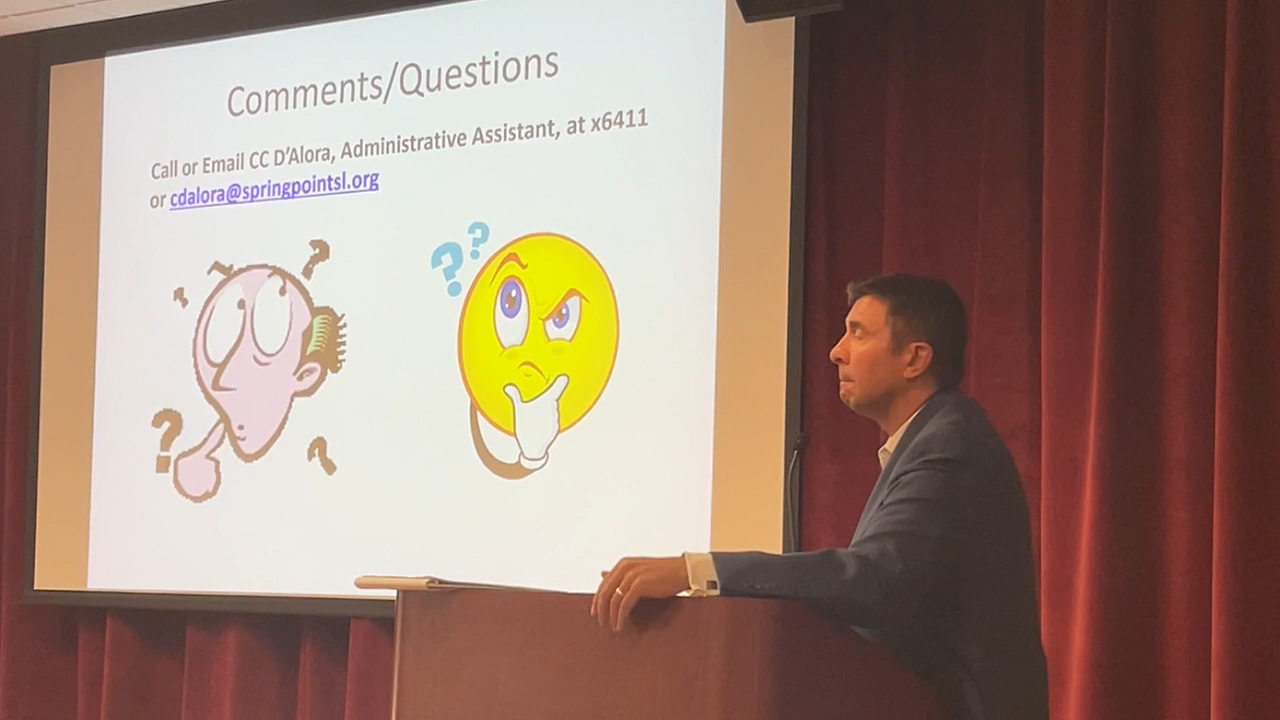 Comments/Questions
Call or Email CC D'Alora, Administrative Assistant, at x6411
or cdalora@springpointsl.org
? ?
?
?
?